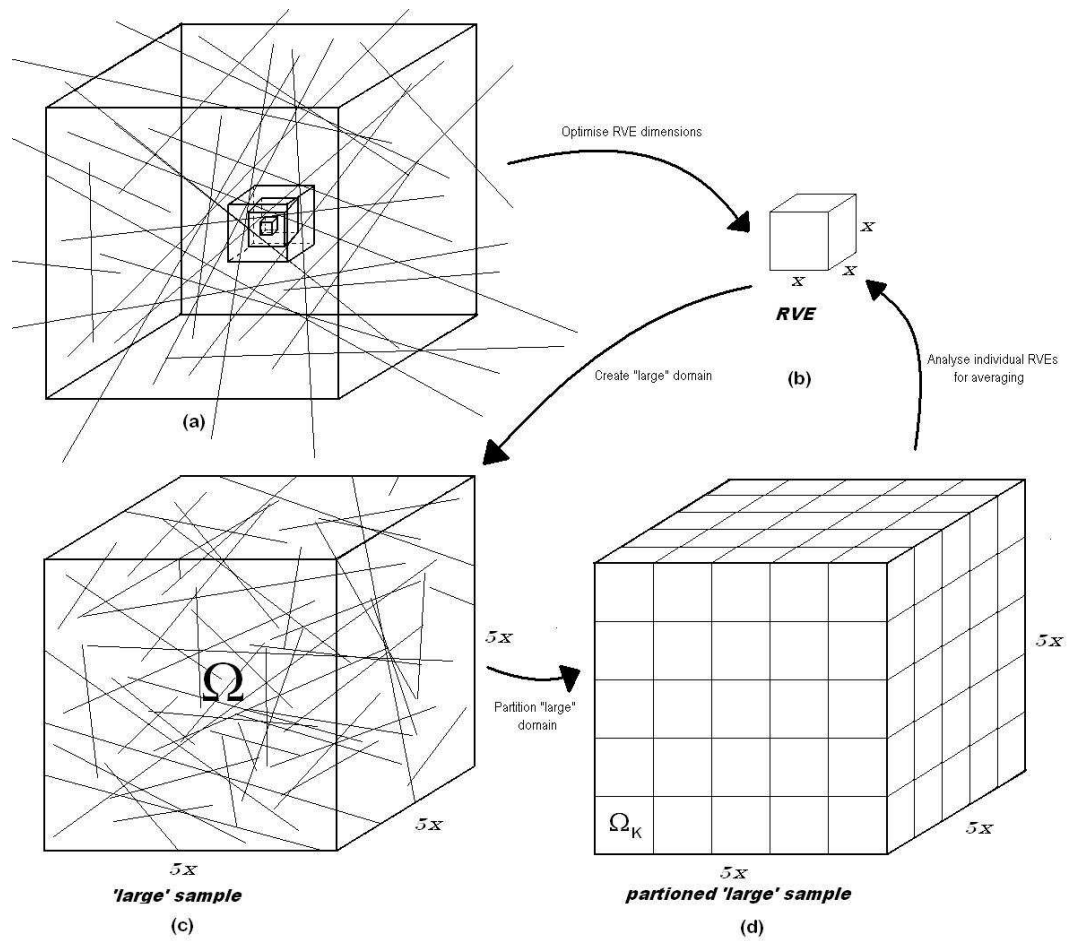 Optimise RVE dimensions
x
x
x
RVE
(b)
(a)
Create "large" domain
Analyse individual RVEs
for averaging
Ω
5x
5x
5x
'large' sample
(c)
Partition "large"
domain
Ω_K
5x
5x
5x
partioned 'large' sample
(d)